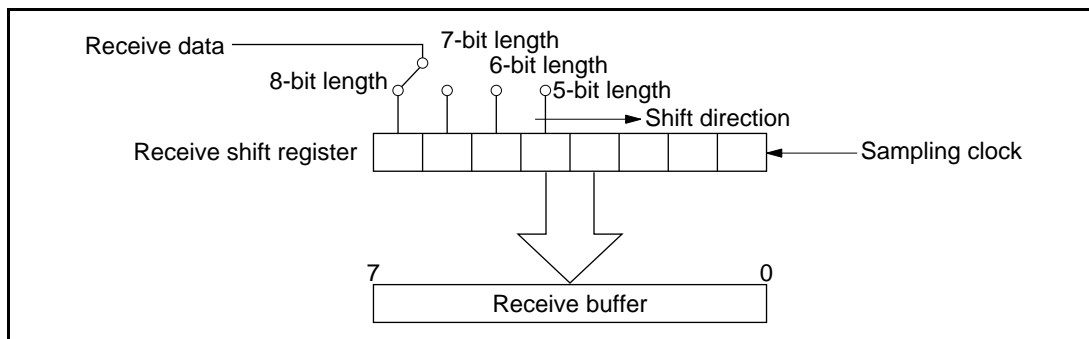 Receive data
7-bit length
6-bit length
8-bit length
5-bit length
Shift direction
Receive shift register
Sampling clock
7
0
Receive buffer